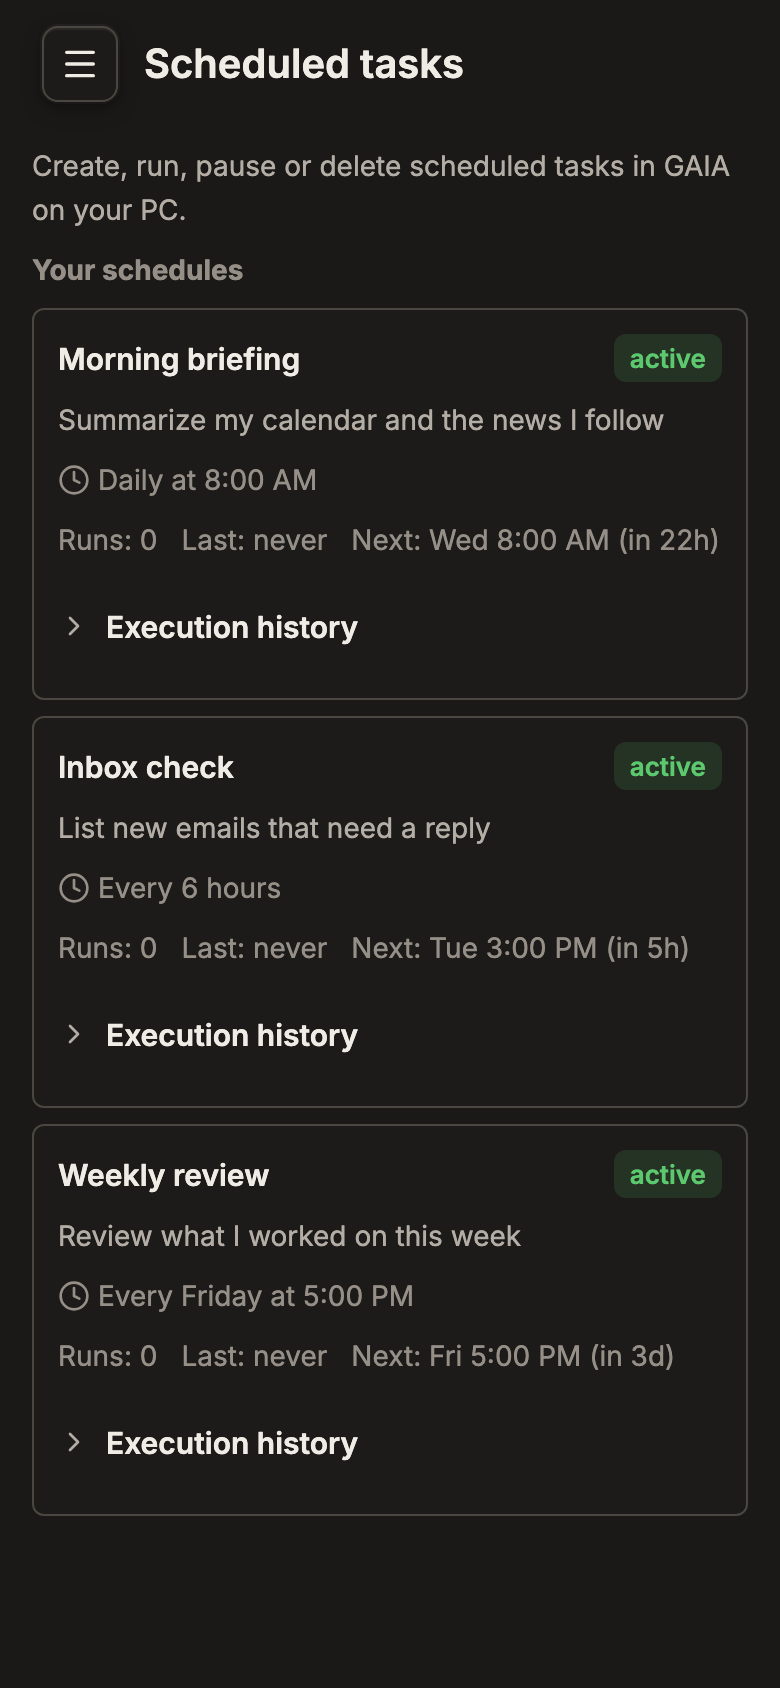 Scheduled tasks
Create, run, pause or delete scheduled tasks in GAIA
on your PC.
Your schedules
Morning briefing active
Summarize my calendar and the news I follow
Daily at 8:00 AM
Runs: 0 Last: never Next: Wed 8:00 AM (in 22h)
Execution history
Inbox check active
List new emails that need a reply
Every 6 hours
Runs: 0 Last: never Next: Tue 3:00 PM (in 5h)
Execution history
Weekly review active
Review what I worked on this week
Every Friday at 5:00 PM
Runs: 0 Last: never Next: Fri 5:00 PM (in 3d)
Execution history